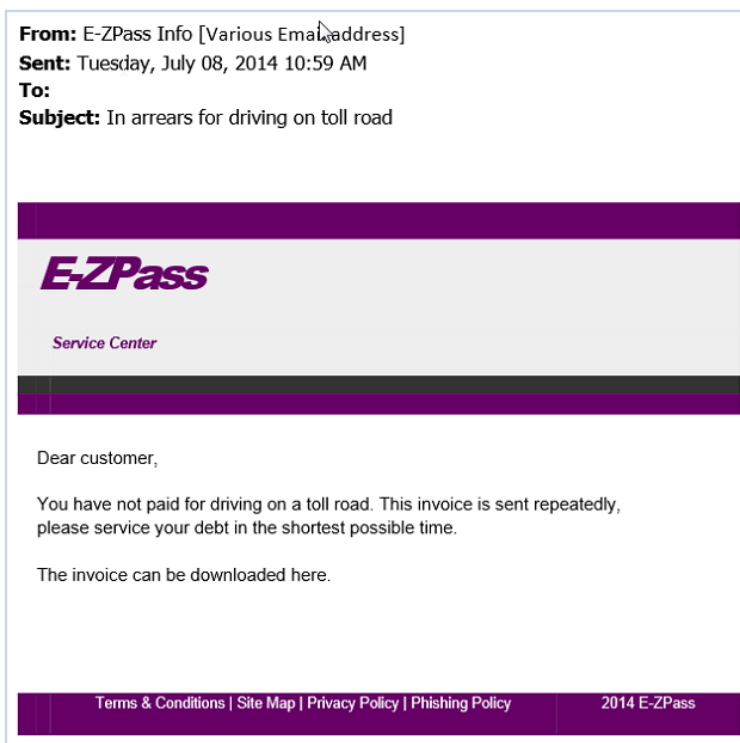 From: E-ZPass Info [Various Email address]
Sent: Tuesday, July 08, 2014 10:59 AM
To:
Subject: In arrears for driving on toll road
E-ZPass
Service Center
Dear customer,
You have not paid for driving on a toll road. This invoice is sent repeatedly,
please service your debt in the shortest possible time.
The invoice can be downloaded here.
Terms & Conditions | Site Map | Privacy Policy | Phishing Policy 2014 E-ZPass